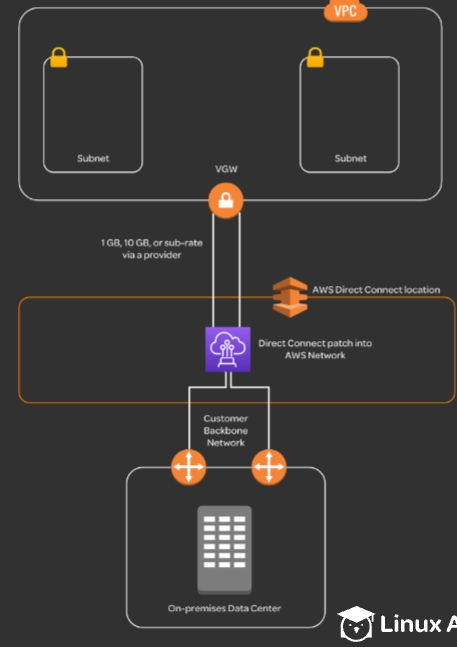 VPC
Subnet
Subnet
VGW
1 GB, 10 GB, or sub-rate
via a provider
AWS Direct Connect location
Direct Connect patch into
AWS Network
Customer
Backbone
Network
On-premises Data Center
Linux A